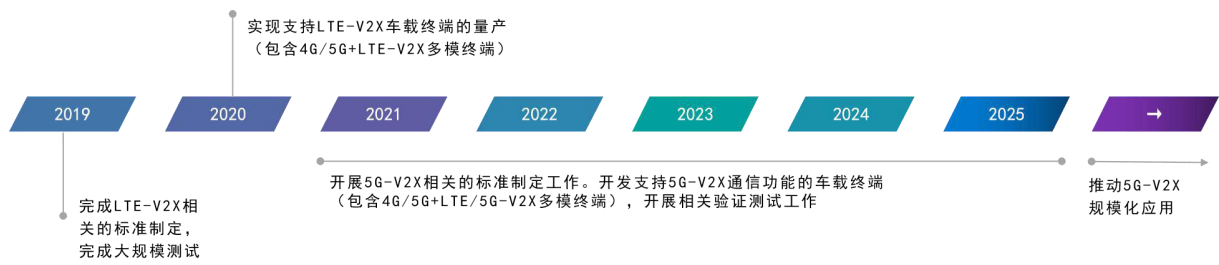 实现支持LTE-V2X车载终端的量产
（包含4G/5G+LTE-V2X多模终端）
2019
2020
2021
2022
2023
2024
2025
→
开展5G-V2X相关的标准制定工作。开发支持5G-V2X通信功能的车载终端
（包含4G/5G+LTE/5G-V2X多模终端），开展相关验证测试工作
推动5G-V2X
规模化应用
完成LTE-V2X相
关的标准制定，
完成大规模测试